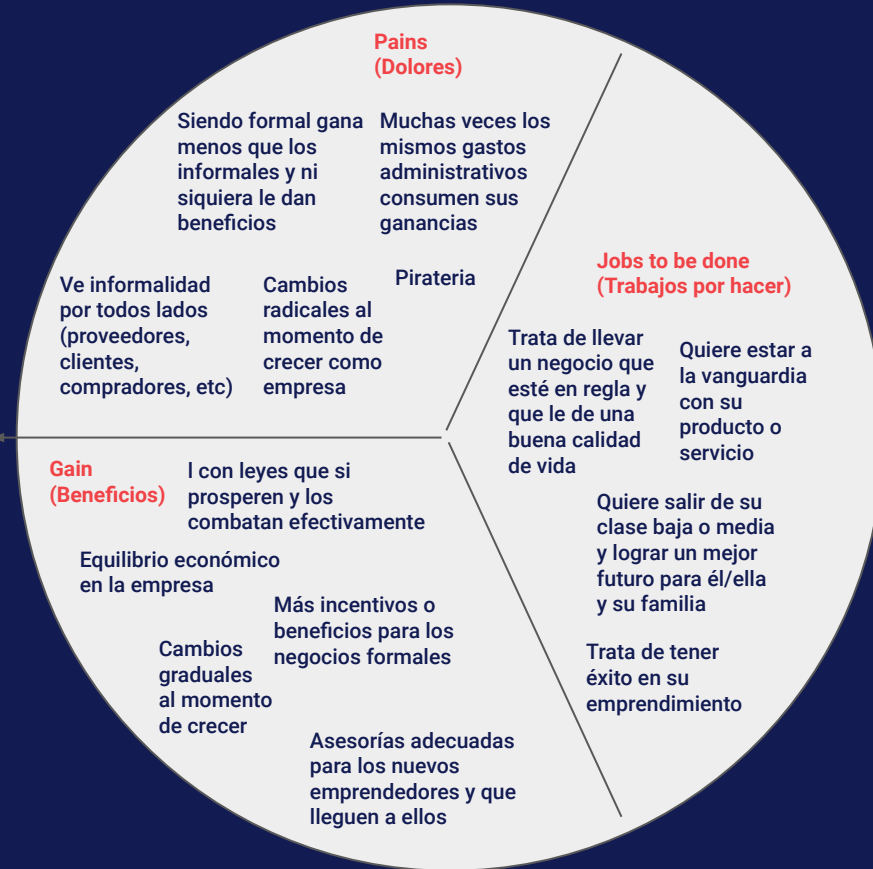 Pains
(Dolores)
Siendo formal gana
menos que los
informales y ni
siquiera le dan
beneficios
Muchas veces los
mismos gastos
administrativos
consumen sus
ganancias
Ve informalidad
por todos lados
(proveedores,
clientes,
compradores, etc)
Cambios
radicales al
momento de
crecer como
empresa
Pirateria
Jobs to be done
(Trabajos por hacer)
Trata de llevar
un negocio que
esté en regla y
que le de una
buena calidad
de vida
Quiere estar a
la vanguardia
con su
producto o
servicio
Quiere salir de su
clase baja o media
y lograr un mejor
futuro para él/ella
y su familia
Trata de tener
éxito en su
emprendimiento
Gain
(Beneficios)
l con leyes que si
prosperen y los
combatan efectivamente
Equilibrio económico
en la empresa
Más incentivos o
beneficios para los
negocios formales
Cambios
graduales
al momento
de crecer
Asesorías adecuadas
para los nuevos
emprendedores y que
lleguen a ellos